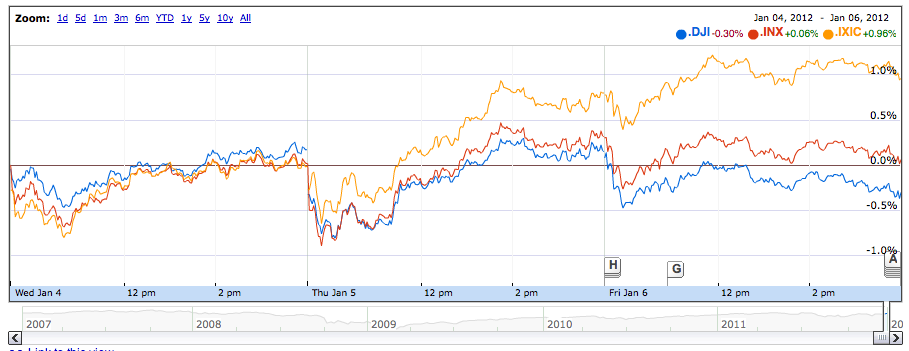 Zoom: 1d 5d 1m 3m 6m YTD 1y 5y 10y All Jan 04, 2012 - Jan 06, 2012
.DJI -0.30% .INX +0.06% .IXIC +0.96%
1.0%
0.5%
0.0%
-0.5%
-1.0%
H G A
Wed Jan 4 12 pm 2 pm Thu Jan 5 12 pm 2 pm Fri Jan 6 12 pm 2 pm
2007 2008 2009 2010 2011 20
Link to this view